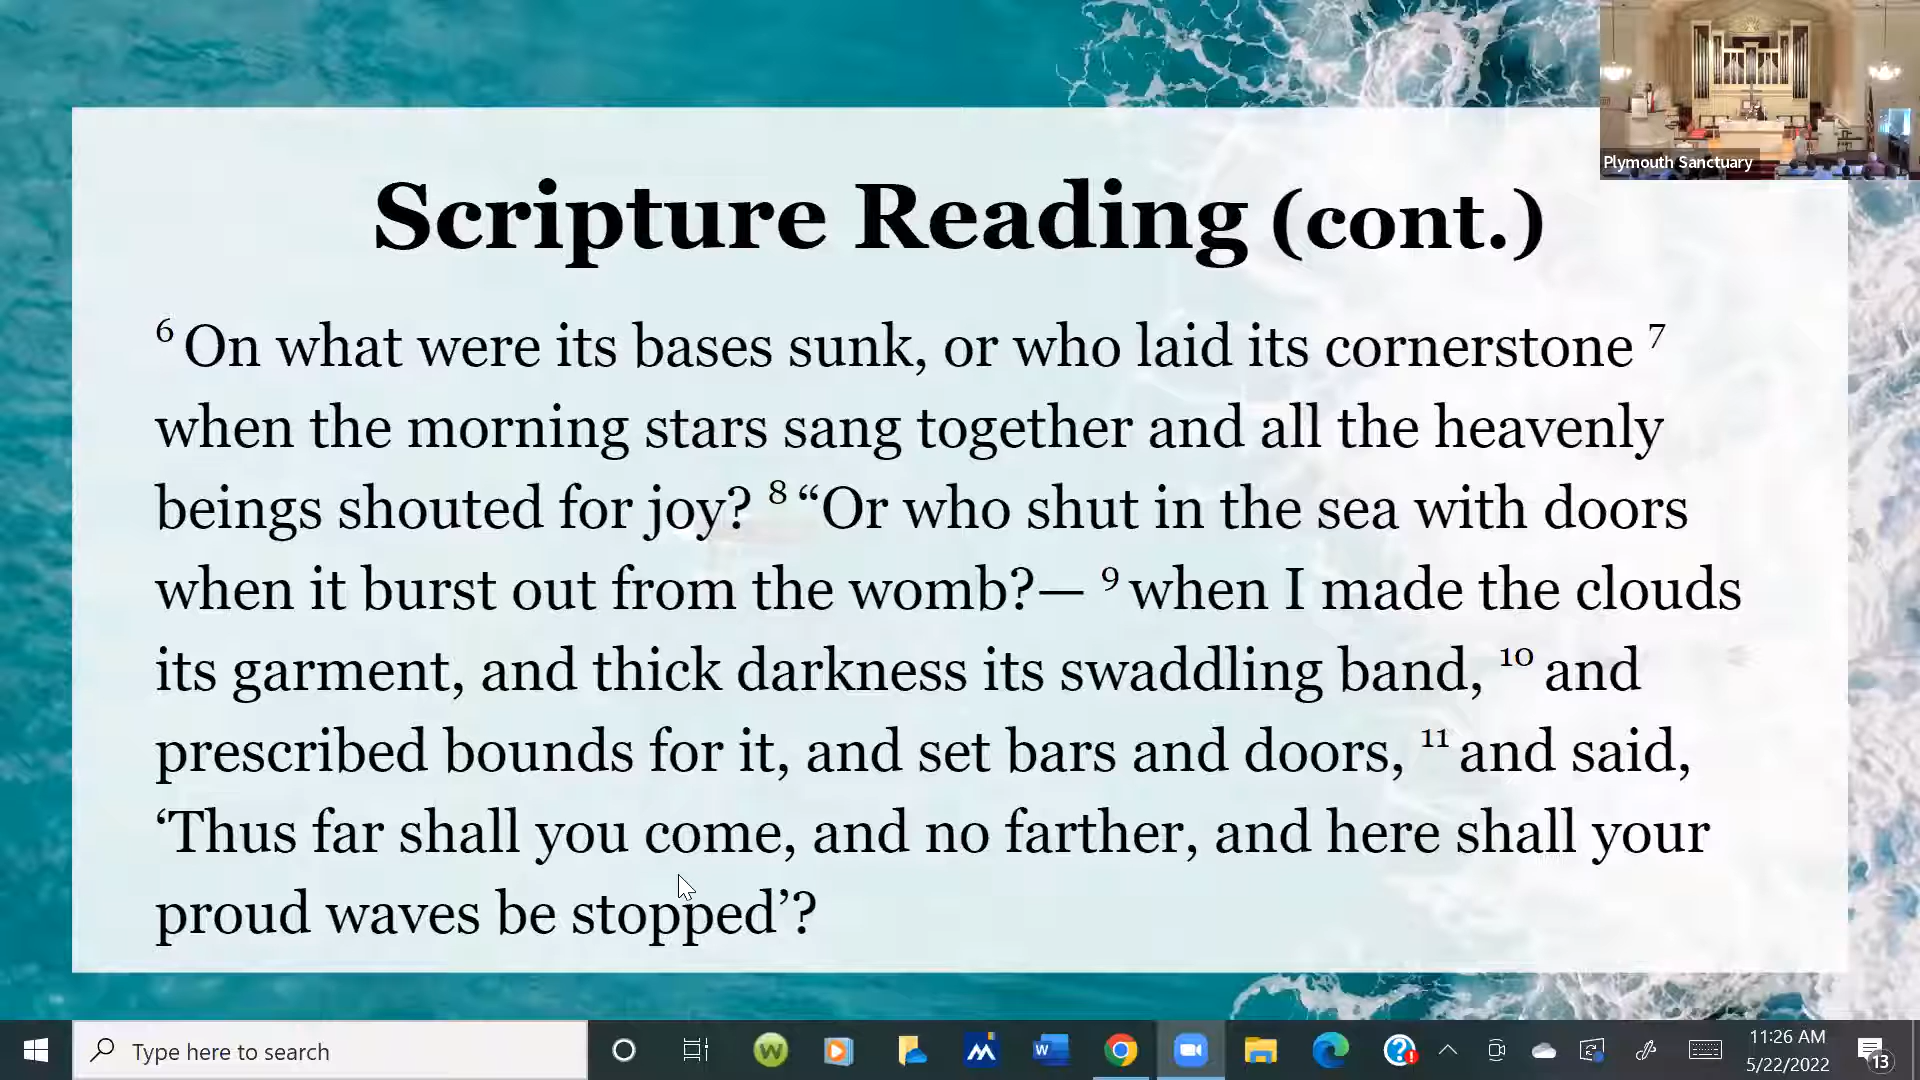 Plymouth Sanctuary
Scripture Reading (cont.)
6 On what were its bases sunk, or who laid its cornerstone 7
when the morning stars sang together and all the heavenly
beings shouted for joy? 8 “Or who shut in the sea with doors
when it burst out from the womb?— 9 when I made the clouds
its garment, and thick darkness its swaddling band, 10 and
prescribed bounds for it, and set bars and doors, 11 and said,
‘Thus far shall you come, and no farther, and here shall your
proud waves be stopped’?
Type here to search
11:26 AM
5/22/2022
13